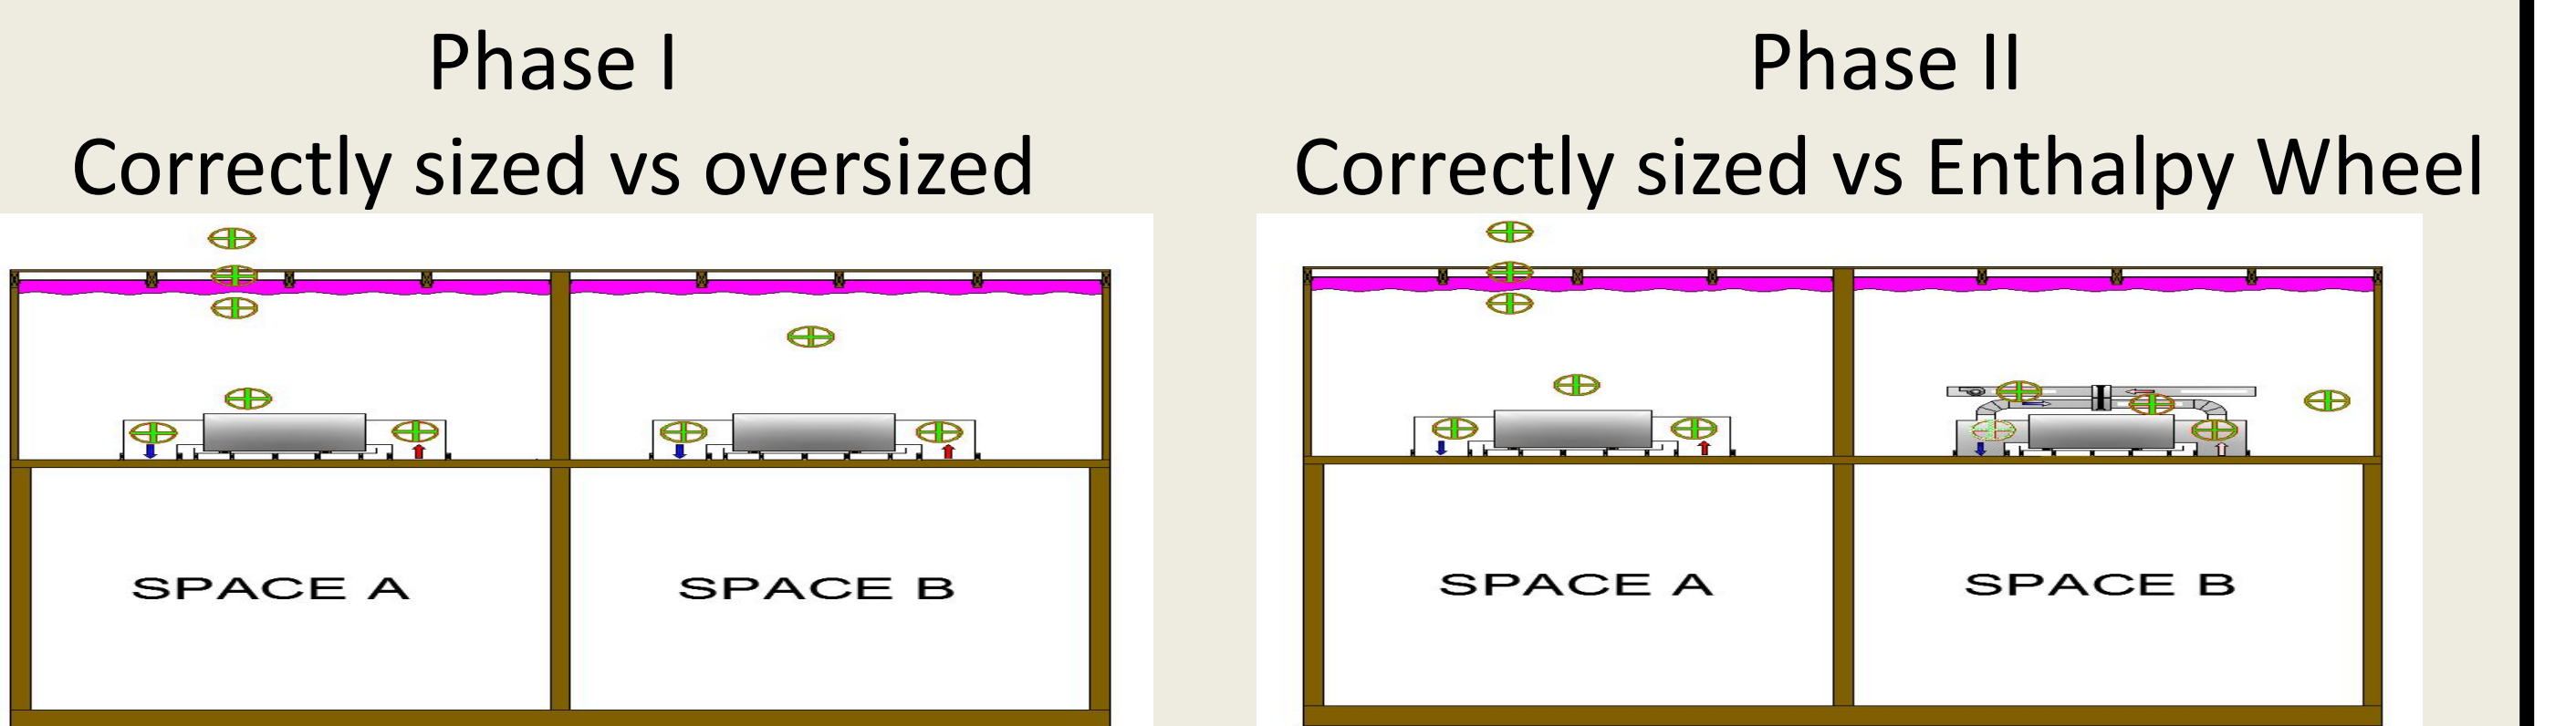 Phase I
Correctly sized vs oversized
SPACE A
SPACE B
Phase II
Correctly sized vs Enthalpy Wheel
SPACE A
SPACE B